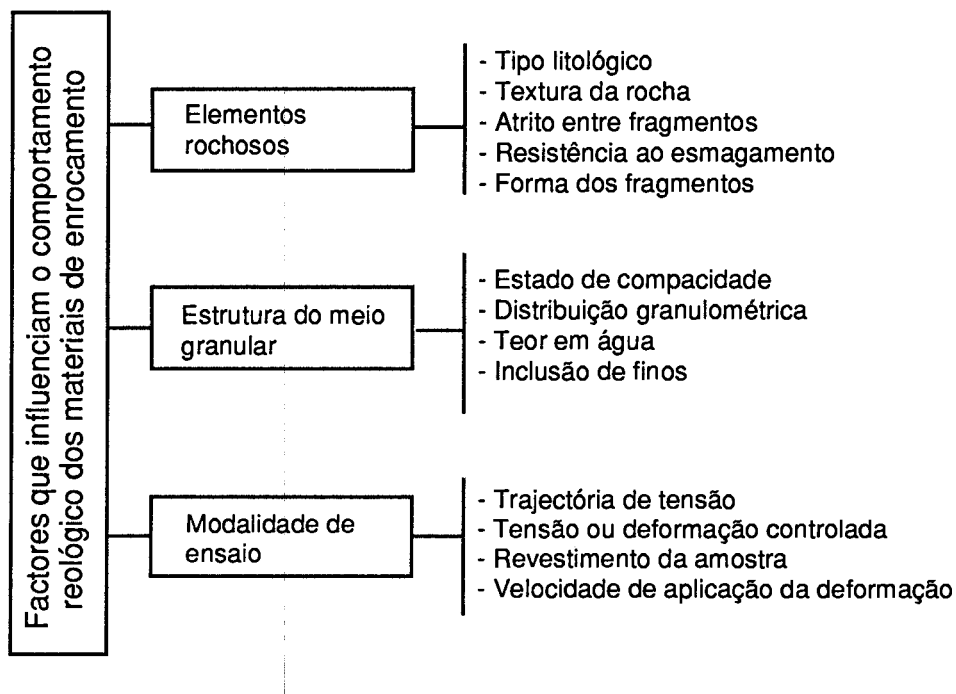 Factores que influenciam o comportamento
reológico dos materiais de enrocamento
Elementos
rochosos
- Tipo litológico
- Textura da rocha
- Atrito entre fragmentos
- Resistência ao esmagamento
- Forma dos fragmentos
Estrutura do meio
granular
- Estado de compacidade
- Distribuição granulométrica
- Teor em água
- Inclusão de finos
Modalidade de
ensaio
- Trajectória de tensão
- Tensão ou deformação controlada
- Revestimento da amostra
- Velocidade de aplicação da deformação